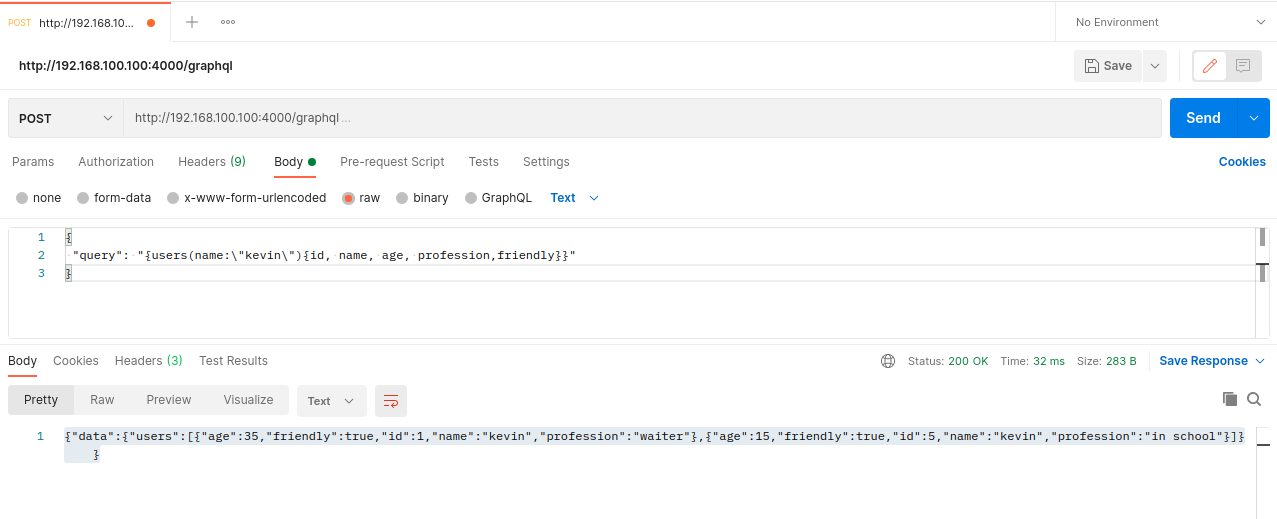 POST http://192.168.10... No Environment
http://192.168.100.100:4000/graphql Save
POST http://192.168.100.100:4000/graphql ... Send
Params Authorization Headers (9) Body Pre-request Script Tests Settings Cookies
none form-data x-www-form-urlencoded raw binary GraphQL Text
1 {
2 "query": "{users(name:\"kevin\"){id, name, age, profession,friendly}}"
3 }
Body Cookies Headers (3) Test Results Status: 200 OK Time: 32 ms Size: 283 B Save Response
Pretty Raw Preview Visualize Text
1 {"data":{"users":[{"age":35,"friendly":true,"id":1,"name":"kevin","profession":"waiter"},{"age":15,"friendly":true,"id":5,"name":"kevin","profession":"in school"}]}
}